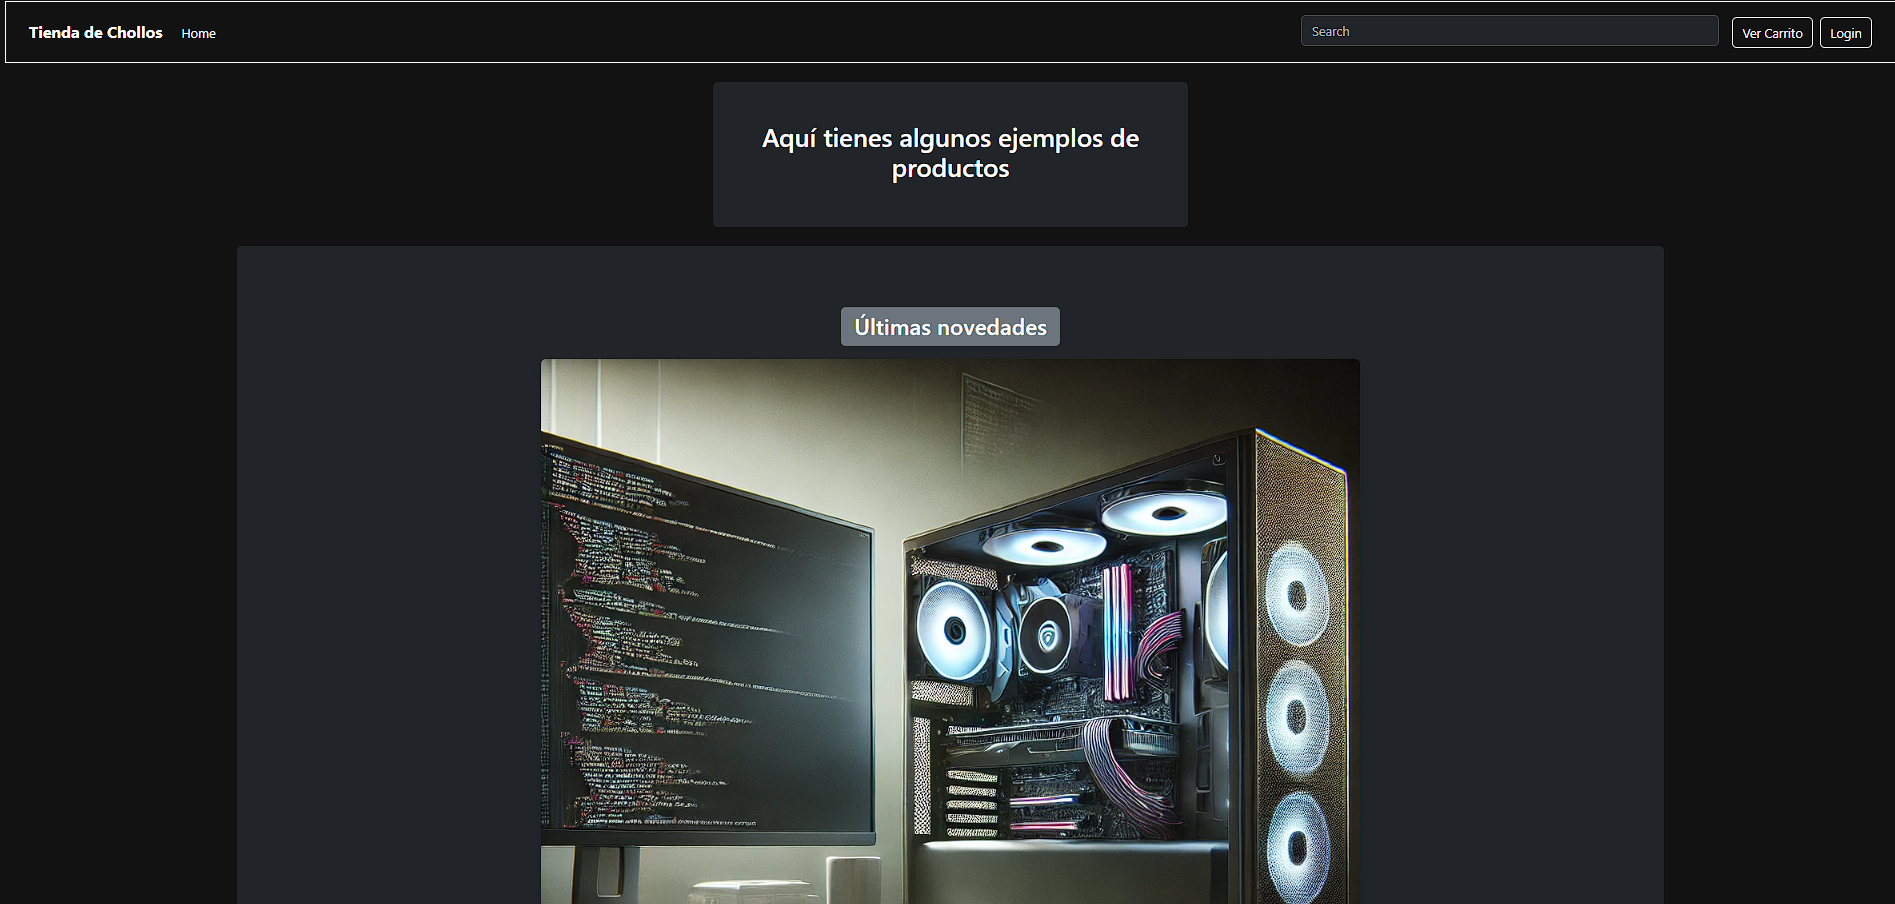 Tienda de Chollos Home Search Ver Carrito Login
Aquí tienes algunos ejemplos de
productos
Últimas novedades